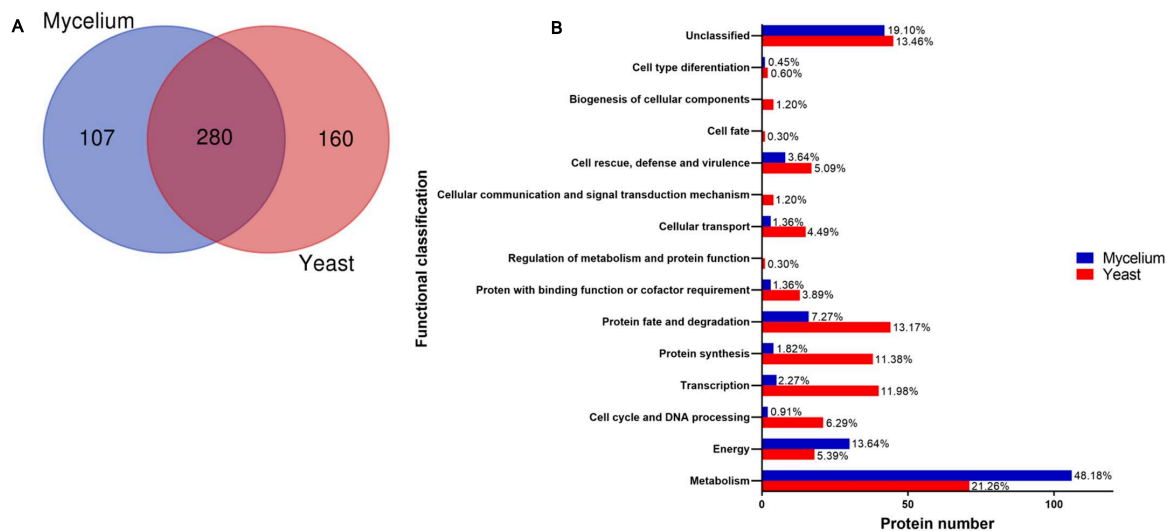 A
Mycelium
107
280
160
Yeast
B
Functional classification
Unclassified
19.10%
13.46%
Cell type diferentiation
0.45%
0.60%
Biogenesis of cellular components
1.20%
Cell fate
0.30%
Cell rescue, defense and virulence
3.64%
5.09%
Cellular communication and signal transduction mechanism
1.20%
Cellular transport
1.36%
4.49%
Regulation of metabolism and protein function
0.30%
Proten with binding function or cofactor requirement
1.36%
3.89%
Protein fate and degradation
7.27%
13.17%
Protein synthesis
1.82%
11.38%
Transcription
2.27%
11.98%
Cell cycle and DNA processing
0.91%
6.29%
Energy
13.64%
5.39%
Metabolism
48.18%
21.26%
0
50
100
Protein number
Mycelium
Yeast